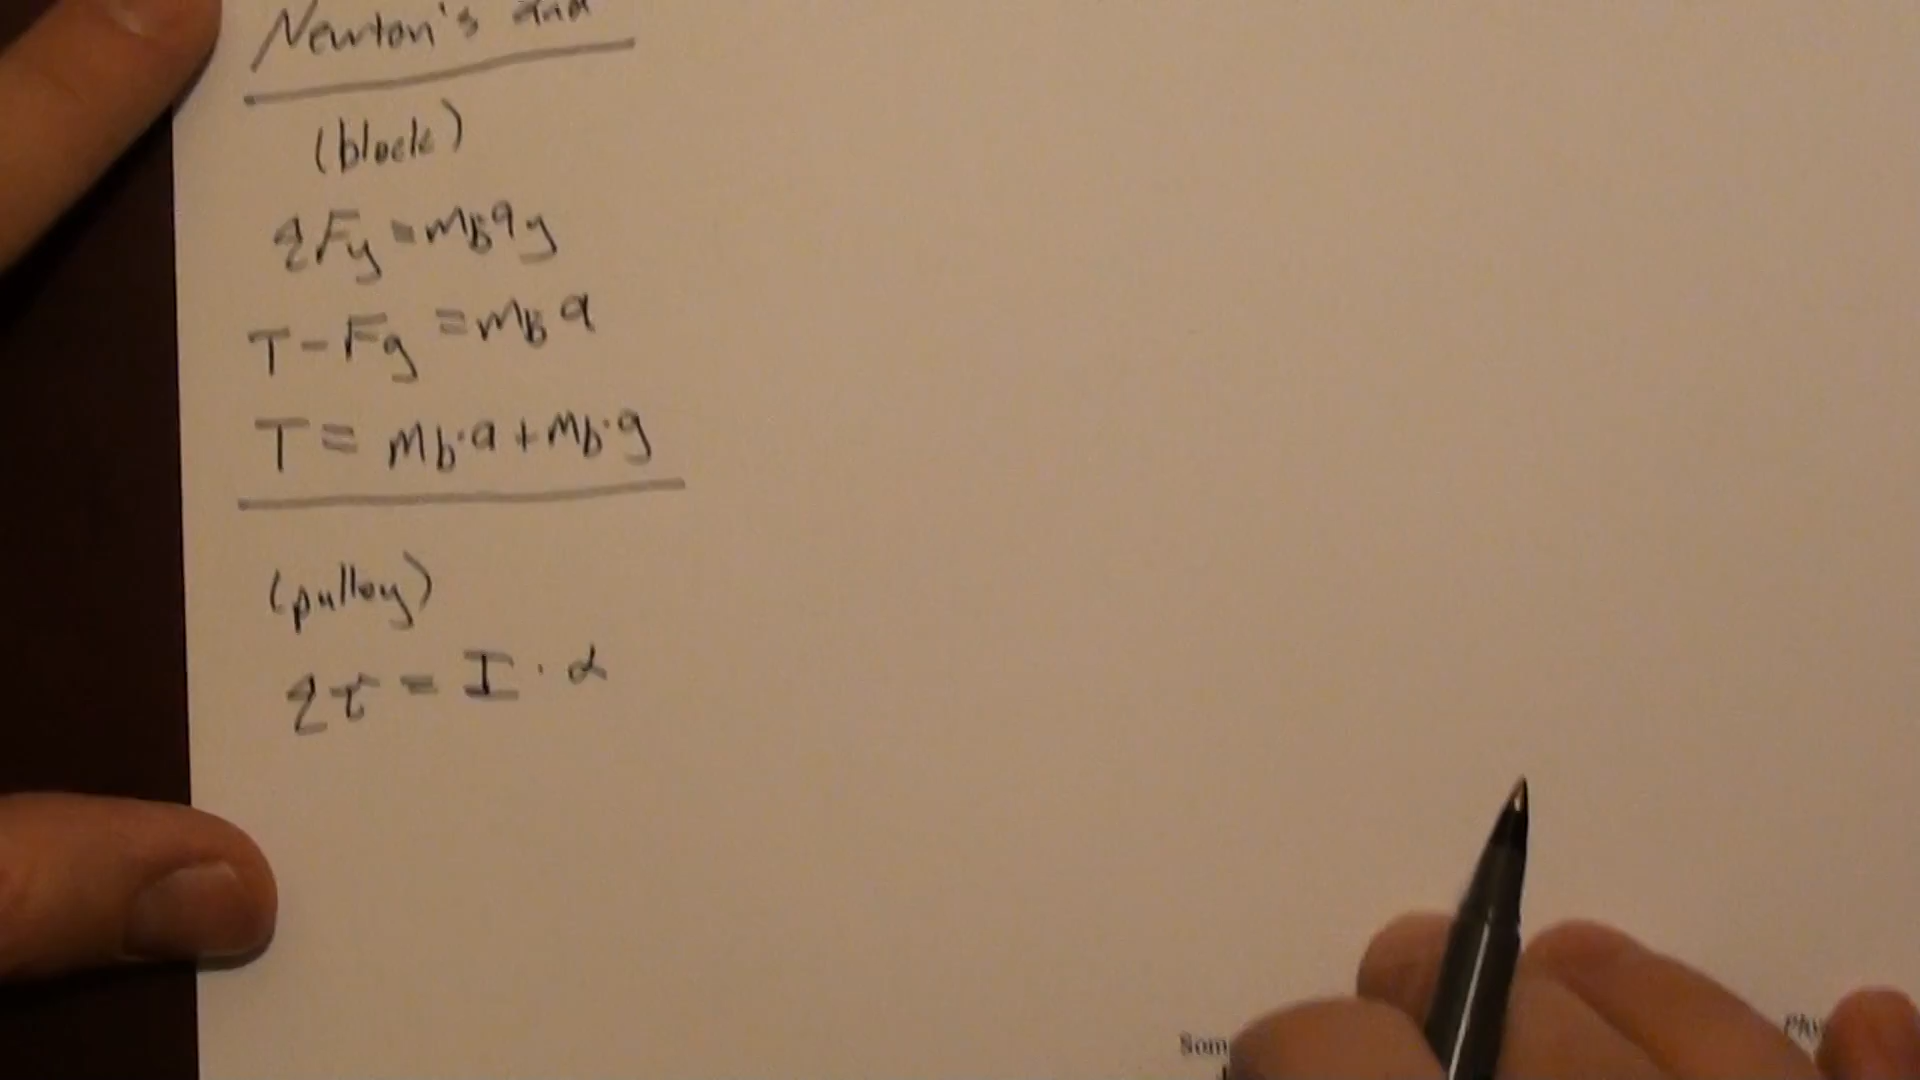 Newton's 2nd
(block)
ΣFy = mb ay
T - Fg = mb a
T = mb·a + mb·g
(pulley)
Στ = I · α